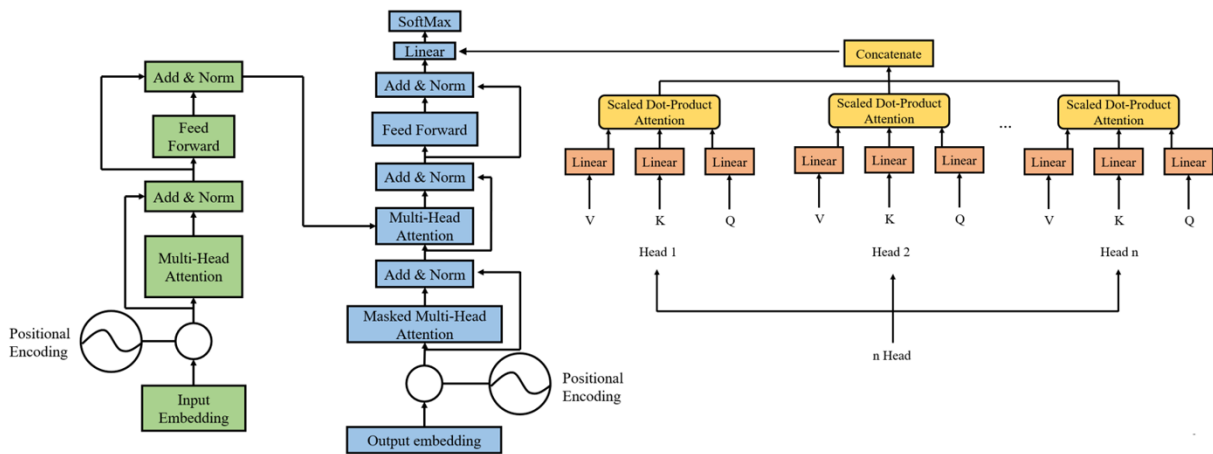 Add & Norm
Feed
Forward
Add & Norm
Multi-Head
Attention
Positional
Encoding
Input
Embedding
SoftMax
Linear
Add & Norm
Feed Forward
Add & Norm
Multi-Head
Attention
Add & Norm
Masked Multi-Head
Attention
Positional
Encoding
Output embedding
Concatenate
Scaled Dot-Product
Attention
Scaled Dot-Product
Attention
...
Scaled Dot-Product
Attention
Linear
Linear
Linear
Linear
Linear
Linear
Linear
Linear
Linear
V
K
Q
V
K
Q
V
K
Q
Head 1
Head 2
Head n
n Head